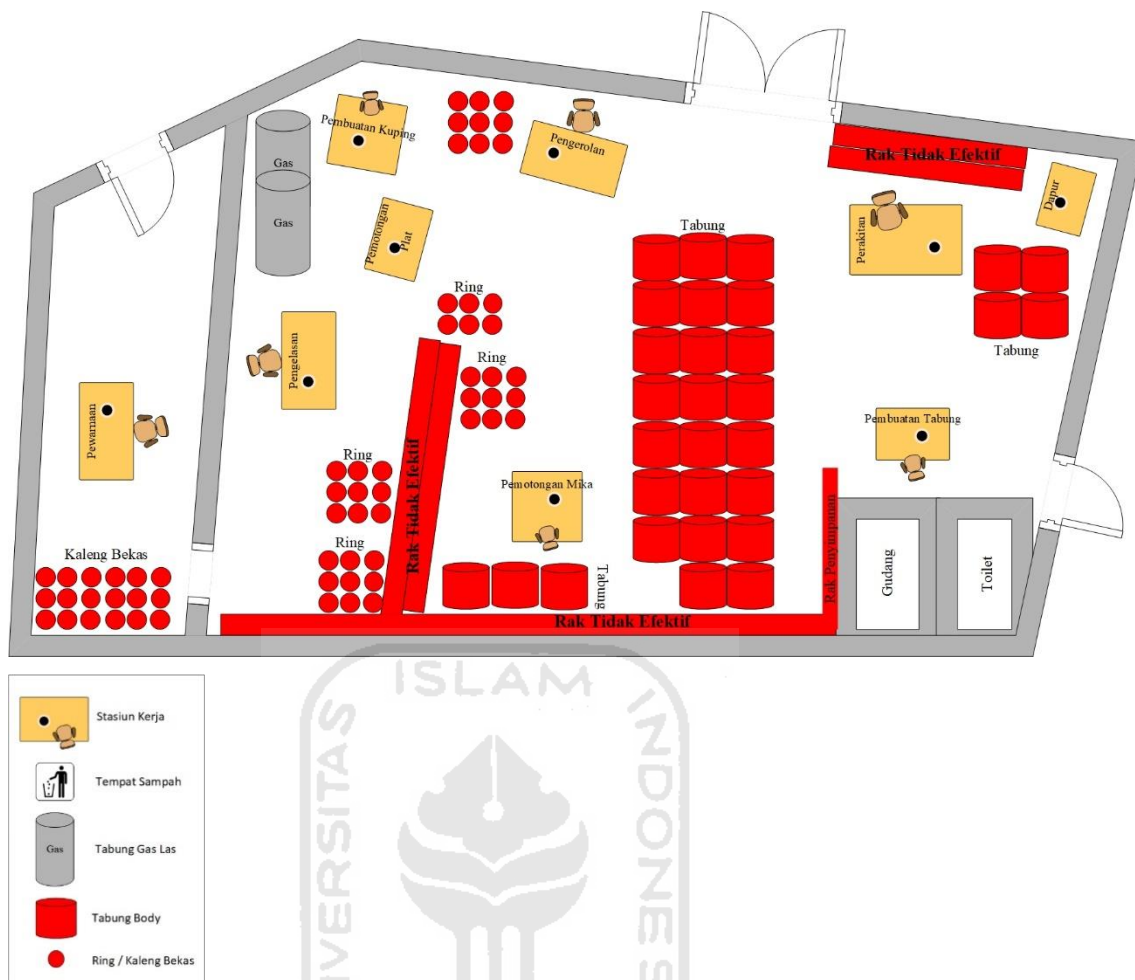 Pembuatan Kuping
Pengerolan
Rak Tidak Efektif
Gas
Gas
Dapur
Pemotongan
Plat
Tabung
Perakitan
Ring
Tabung
Ring
Pengelasan
Pewarnaan
Pembuatan Tabung
Ring
Rak Tidak Efektif
Pemotongan Mika
Kaleng Bekas
Ring
Tabung
Rak Penyimpanan
Gudang
Toilet
Rak Tidak Efektif
ISLAM
UNIVERSITAS
INDONES
Stasiun Kerja
Tempat Sampah
Gas
Tabung Gas Las
Tabung Body
Ring / Kaleng Bekas